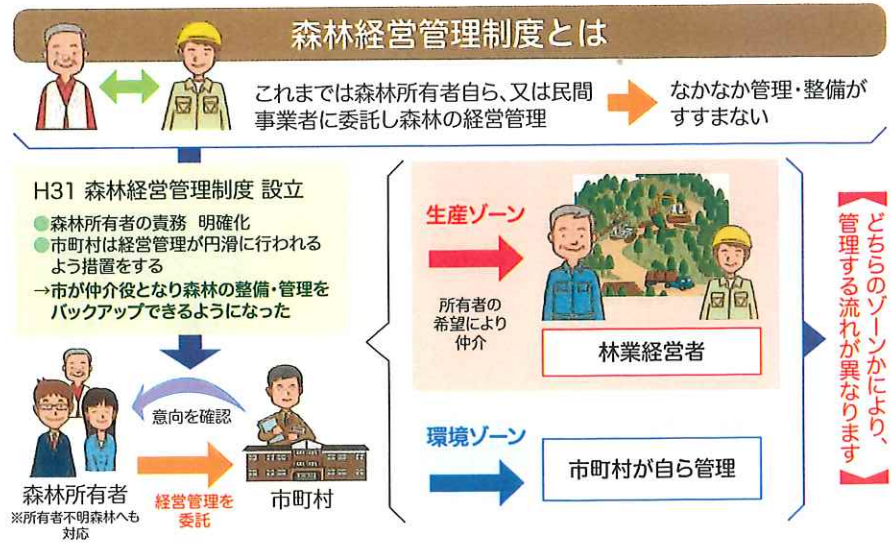 森林経営管理制度とは
これまでは森林所有者自ら、又は民間
事業者に委託し森林の経営管理
なかなか管理・整備が
すすまない
H31 森林経営管理制度 設立
●森林所有者の責務 明確化
●市町村は経営管理が円滑に行われる
よう措置をする
→市が仲介役となり森林の整備・管理を
バックアップできるようになった
意向を確認
森林所有者
※所有者不明森林へも
対応
経営管理を
委託
市町村
生産ゾーン
所有者の
希望により
仲介
林業経営者
環境ゾーン
市町村が自ら管理
【どちらのゾーンかにより、
管理する流れが異なります】